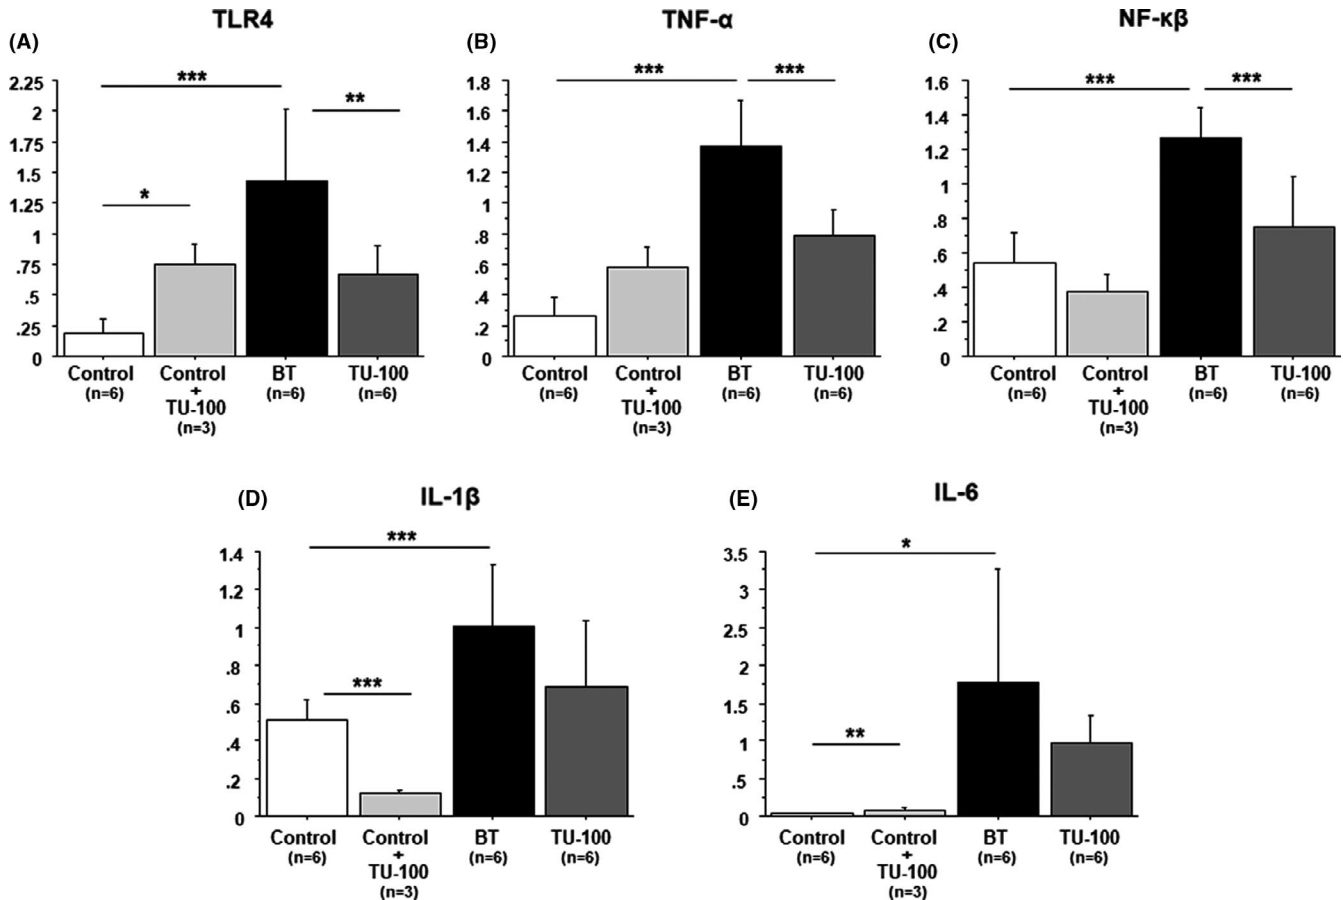 TLR4
(A)
***
**
*
2.25
2
1.75
1.5
1.25
1
.75
.5
.25
0
Control
(n=6)
Control
+
TU-100
(n=3)
BT
(n=6)
TU-100
(n=6)
TNF-α
(B)
***
***
1.8
1.6
1.4
1.2
1
.8
.6
.4
.2
0
Control
(n=6)
Control
+
TU-100
(n=3)
BT
(n=6)
TU-100
(n=6)
NF-κβ
(C)
***
***
1.6
1.4
1.2
1
.8
.6
.4
.2
0
Control
(n=6)
Control
+
TU-100
(n=3)
BT
(n=6)
TU-100
(n=6)
IL-1β
(D)
***
***
1.4
1.2
1
.8
.6
.4
.2
0
Control
(n=6)
Control
+
TU-100
(n=3)
BT
(n=6)
TU-100
(n=6)
IL-6
(E)
*
**
3.5
3
2.5
2
1.5
1
.5
0
Control
(n=6)
Control
+
TU-100
(n=3)
BT
(n=6)
TU-100
(n=6)